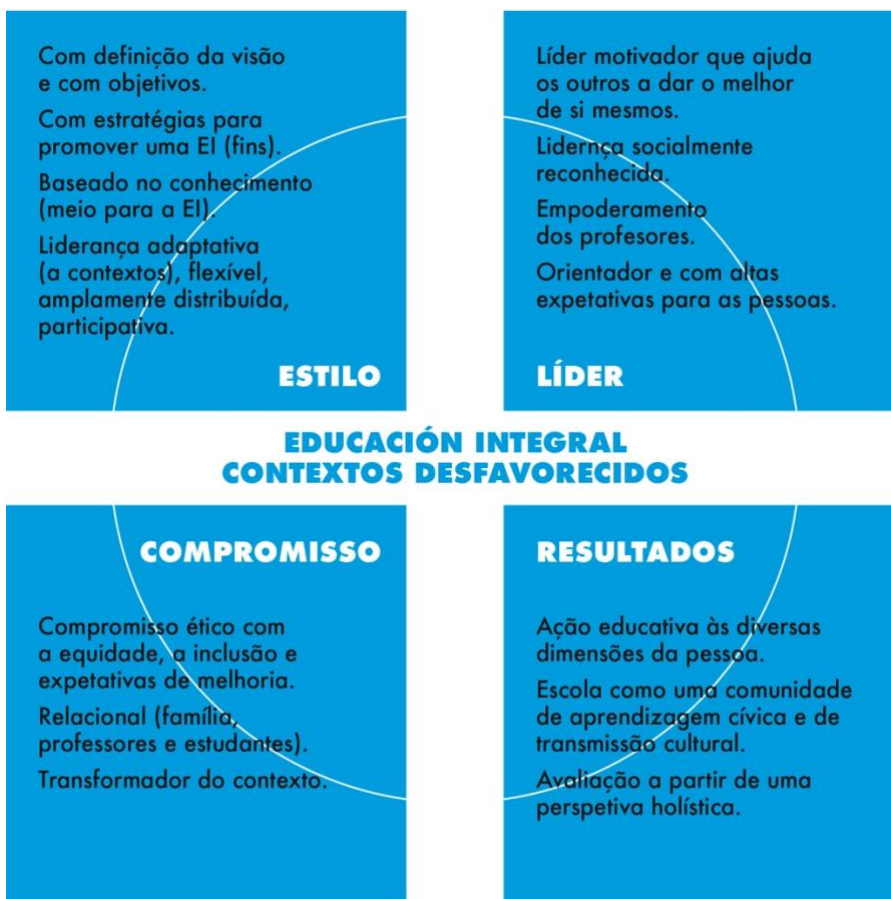 Com definição da visão
e com objetivos.
Com estratégias para
promover uma EI (fins).
Baseado no conhecimento
(meio para a EI).
Liderança adaptativa
(a contextos), flexível,
amplamente distribuída,
participativa.
ESTILO
Líder motivador que ajuda
os outros a dar o melhor
de si mesmos.
Lidernça socialmente
reconhecida.
Empoderamento
dos profesores.
Orientador e com altas
expetativas para as pessoas.
LÍDER
EDUCACIÓN INTEGRAL
CONTEXTOS DESFAVORECIDOS
COMPROMISSO
Compromisso ético com
a equidade, a inclusão e
expetativas de melhoria.
Relacional (família,
professores e estudantes).
Transformador do contexto.
RESULTADOS
Ação educativa às diversas
dimensões da pessoa.
Escola como uma comunidade
de aprendizagem cívica e de
transmissão cultural.
Avaliação a partir de uma
perspetiva holística.